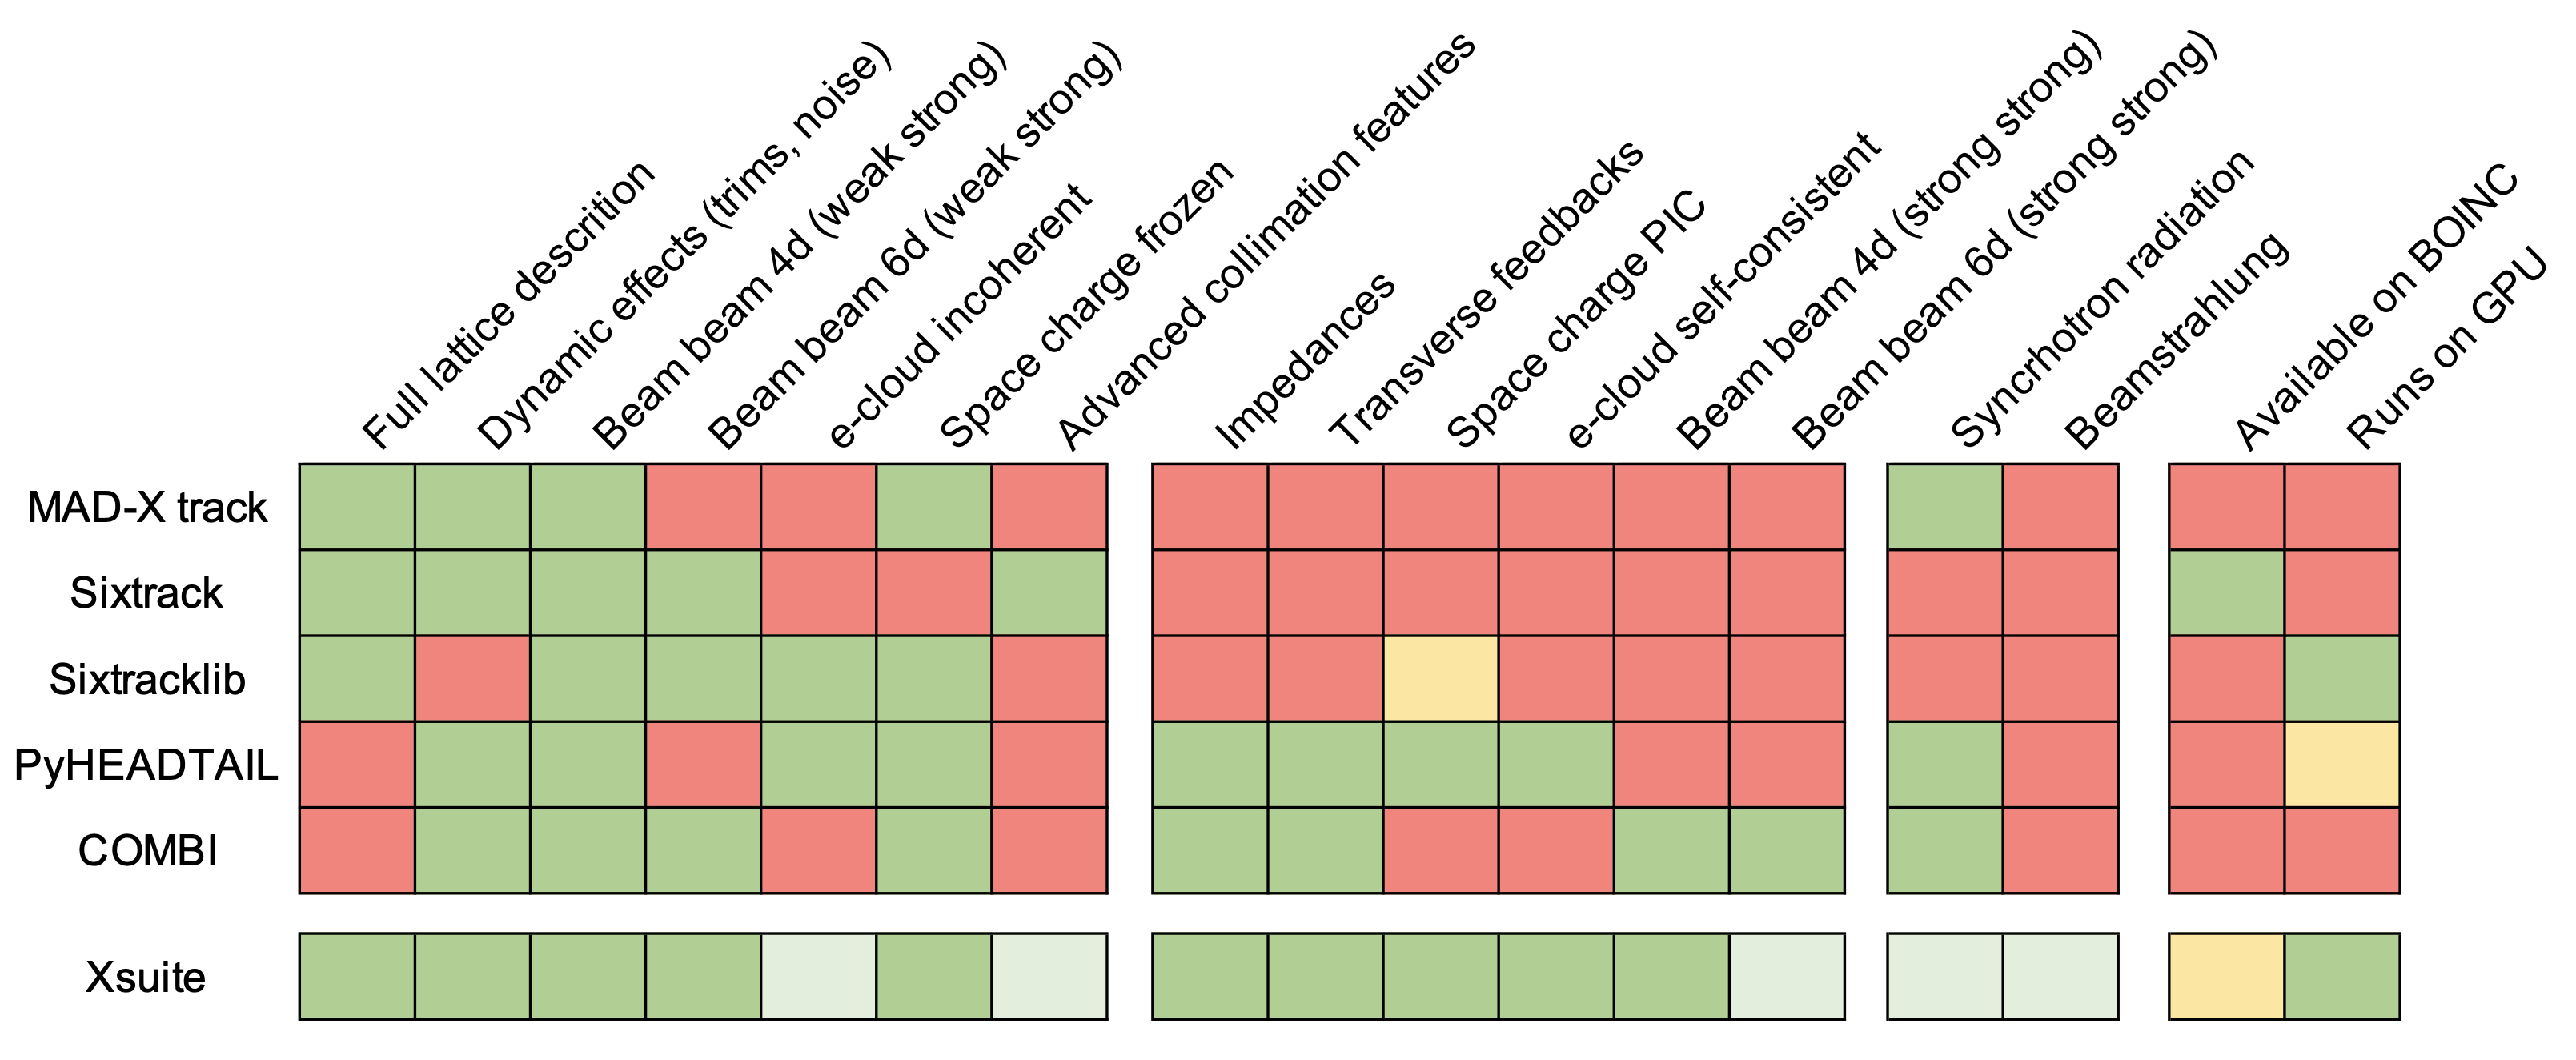 Full lattice descrition
Dynamic effects (trims, noise)
Beam beam 4d (weak strong)
Beam beam 6d (weak strong)
e-cloud incoherent
Space charge frozen
Advanced collimation features
Impedances
Transverse feedbacks
Space charge PIC
e-cloud self-consistent
Beam beam 4d (strong strong)
Beam beam 6d (strong strong)
Syncrhotron radiation
Beamstrahlung
Available on BOINC
Runs on GPU
MAD-X track
Sixtrack
Sixtracklib
PyHEADTAIL
COMBI
Xsuite